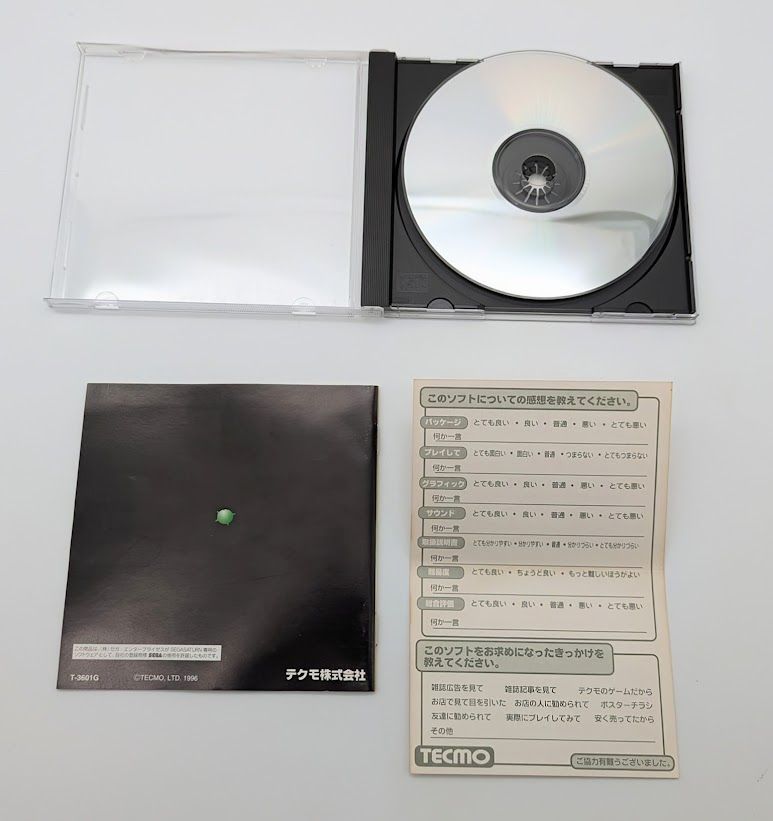 この商品は、(株)セガ・エンタープライゼスが SEGASATURN 専用の
ソフトウェアとして、自社の登録商標 SEGA の使用を許諾したものです。
T-3601G
©TECMO, LTD. 1996
テクモ株式会社
このソフトについての感想を教えてください。
パッケージ とても良い・良い・普通・悪い・とても悪い
何か一言
プレイして とても面白い・面白い・普通・つまらない・とてもつまらない
何か一言
グラフィック とても良い・良い・普通・悪い・とても悪い
何か一言
サウンド とても良い・良い・普通・悪い・とても悪い
何か一言
取扱説明書 とても分かりやすい・分かりやすい・普通・分かりづらい・とても分かりづらい
何か一言
難易度 とても良い・ちょうど良い・もっと難しいほうがよい
何か一言
総合評価 とても良い・良い・普通・悪い・とても悪い
何か一言
このソフトをお求めになったきっかけを
教えてください。
雑誌広告を見て 雑誌記事を見て テクモのゲームだから
お店で見て目を引いた お店の人に勧められて ポスターチラシ
友達に勧められて 実際にプレイしてみて 安く売ってたから
その他
TECMO
ご協力有難うございました。